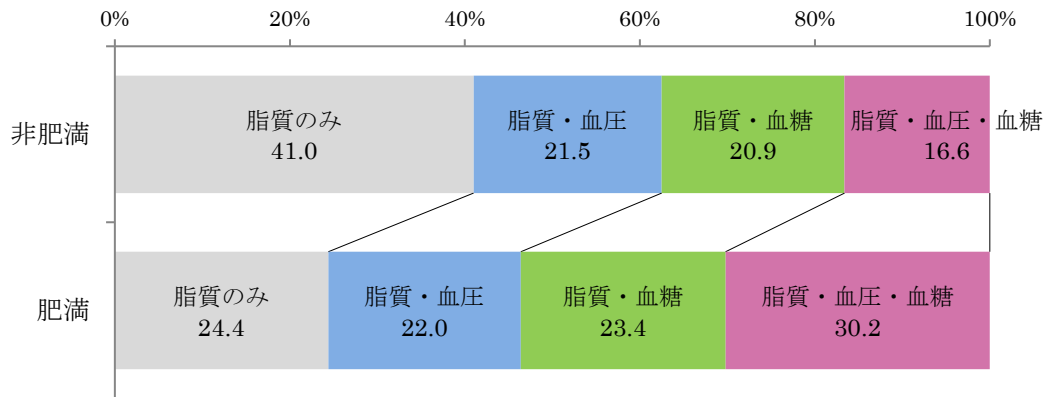 0% 20% 40% 60% 80% 100%
非肥満
脂質のみ
41.0
脂質・血圧
21.5
脂質・血糖
20.9
脂質・血圧・血糖
16.6
肥満
脂質のみ
24.4
脂質・血圧
22.0
脂質・血糖
23.4
脂質・血圧・血糖
30.2